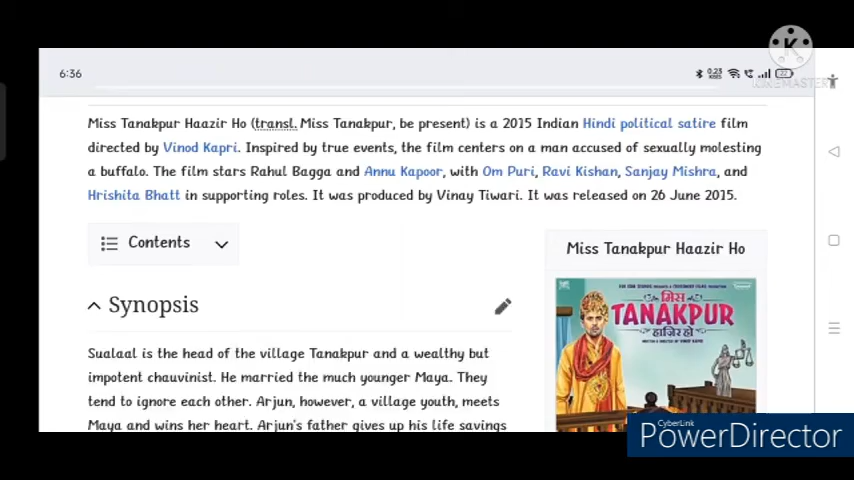 6:36
0.23
KB/S
22
KINEMASTER
Miss Tanakpur Haazir Ho (transl. Miss Tanakpur, be present) is a 2015 Indian Hindi political satire film
directed by Vinod Kapri. Inspired by true events, the film centers on a man accused of sexually molesting
a buffalo. The film stars Rahul Bagga and Annu Kapoor, with Om Puri, Ravi Kishan, Sanjay Mishra, and
Hrishita Bhatt in supporting roles. It was produced by Vinay Tiwari. It was released on 26 June 2015.
Contents
Miss Tanakpur Haazir Ho
Synopsis
मिस
TANAKPUR
हाज़िर हो
Sualaal is the head of the village Tanakpur and a wealthy but
impotent chauvinist. He married the much younger Maya. They
tend to ignore each other. Arjun, however, a village youth, meets
Maya and wins her heart. Arjun's father gives up his life savings
CyberLink
PowerDirector